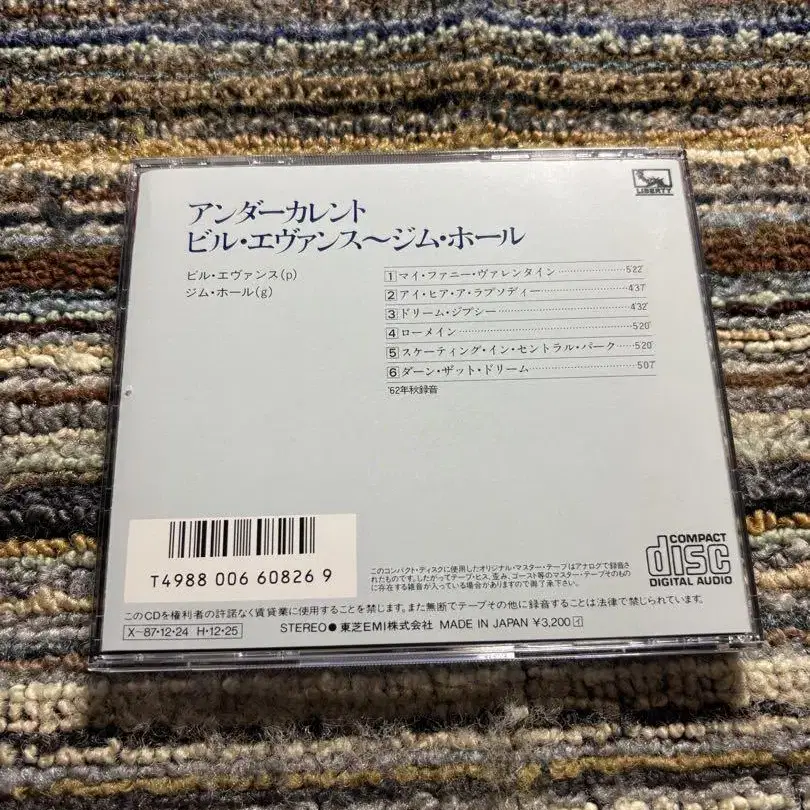 LIBERTY
アンダーカレント
ビル・エヴァンス〜ジム・ホール
ビル・エヴァンス(p)
ジム・ホール(g)
1 マイ・ファニー・ヴァレンタイン…………5'22"
2 アイ・ヒア・ア・ラプソディー…………4'37"
3 ドリーム・ジプシー…………4'32"
4 ローメイン…………5'20"
5 スケーティング・イン・セントラル・パーク……5'20"
6 ダーン・ザット・ドリーム…………5'07"
'62年秋録音
T4988 006 60826 9
このコンパクト・ディスクに使用したオリジナル・マスター・テープはアナログで録音さ
れたものです。したがってテープ・ヒス、歪み、ゴースト等のマスター・テープそのもの
に存在する雑音が入っている場合がありますので御了承下さい。
COMPACT
disc
DIGITAL AUDIO
このCDを権利者の許諾なく賃貸業に使用することを禁じます。また無断でテープその他に録音することは法律で禁じられています。
X-87・12・24 H・12・25 STEREO● 東芝EMI株式会社 MADE IN JAPAN ¥3,200 イ